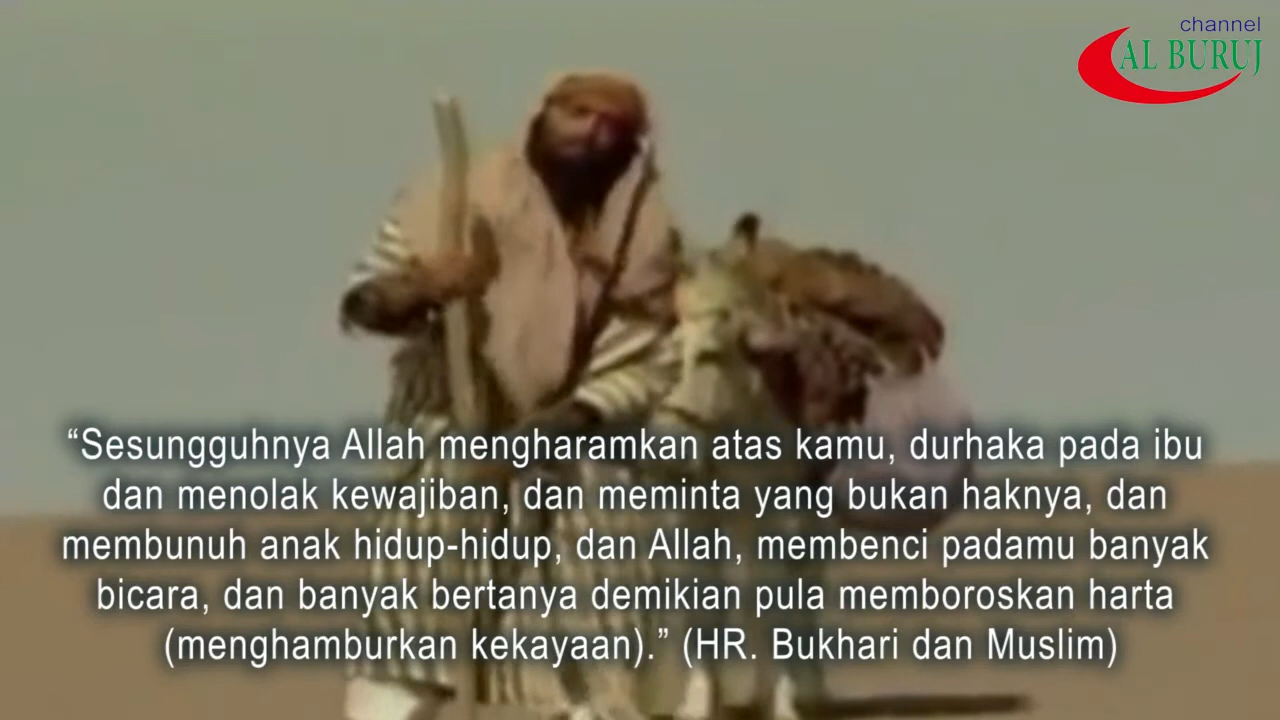 channel
AL BURUJ
“Sesungguhnya Allah mengharamkan atas kamu, durhaka pada ibu
dan menolak kewajiban, dan meminta yang bukan haknya, dan
membunuh anak hidup-hidup, dan Allah, membenci padamu banyak
bicara, dan banyak bertanya demikian pula memboroskan harta
(menghamburkan kekayaan).” (HR. Bukhari dan Muslim)